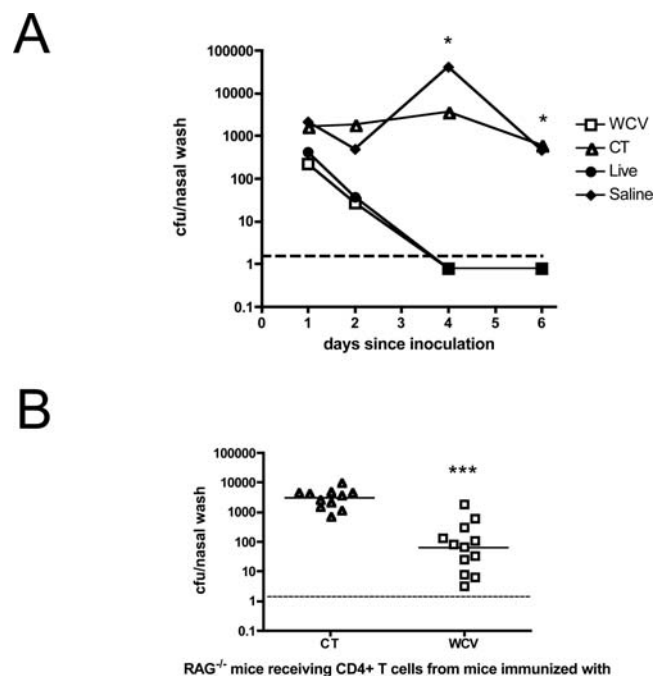 A
*
*
100000
10000
1000
100
10
1
0.1
cfu/nasal wash
0 1 2 3 4 5 6
days since inoculation
WCV
CT
Live
Saline
B
***
100000
10000
1000
100
10
1
0.1
cfu/nasal wash
CT WCV
RAG-/- mice receiving CD4+ T cells from mice immunized with